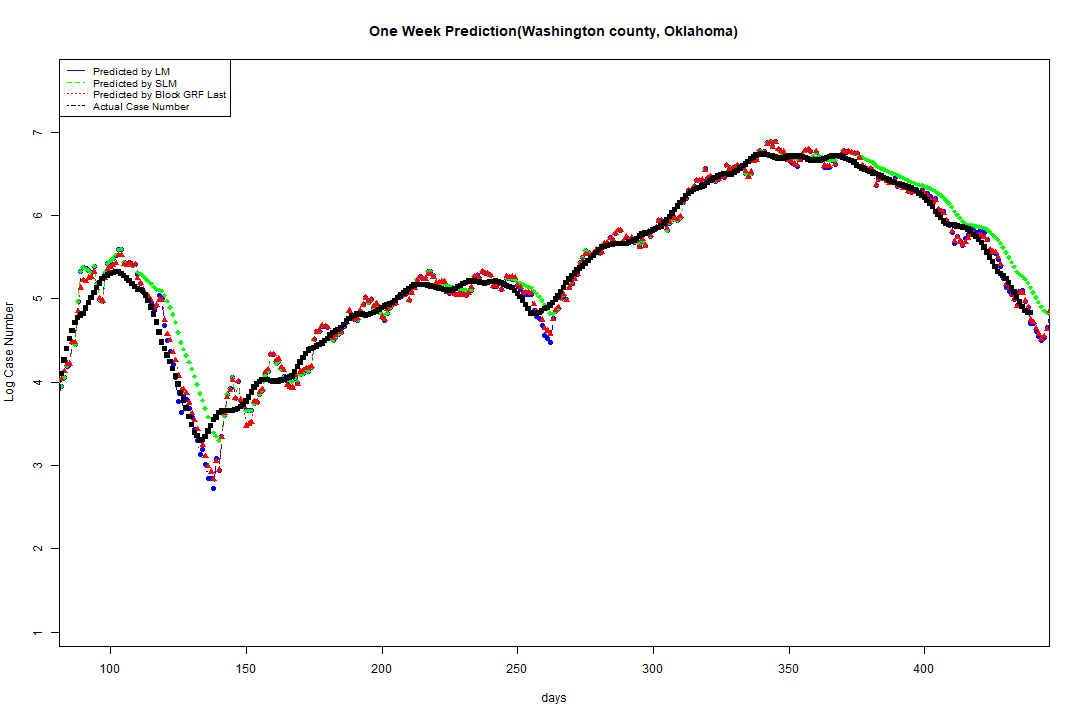 One Week Prediction(Washington county, Oklahoma)
Predicted by LM
Predicted by SLM
Predicted by Block GRF Last
Actual Case Number
7
6
5
4
3
2
1
Log Case Number
100 150 200 250 300 350 400
days